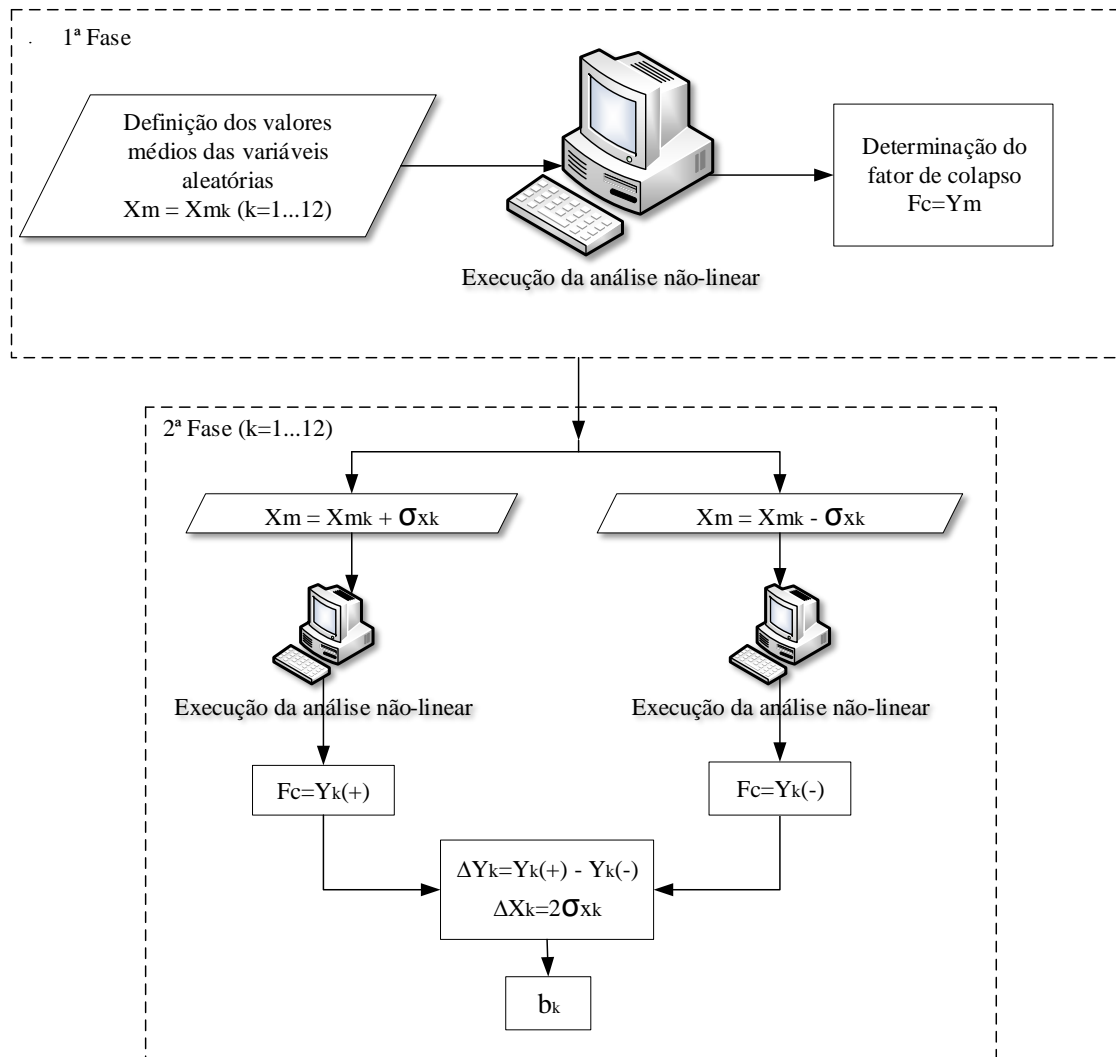 1ª Fase
Definição dos valores
médios das variáveis
aleatórias
Xm = Xmk (k=1...12)
Execução da análise não-linear
Determinação do
fator de colapso
Fc=Ym
2ª Fase (k=1...12)
Xm = Xmk + σxk
Xm = Xmk - σxk
Execução da análise não-linear
Execução da análise não-linear
Fc=Yk(+)
Fc=Yk(-)
ΔYk=Yk(+) - Yk(-)
ΔXk=2σxk
bk